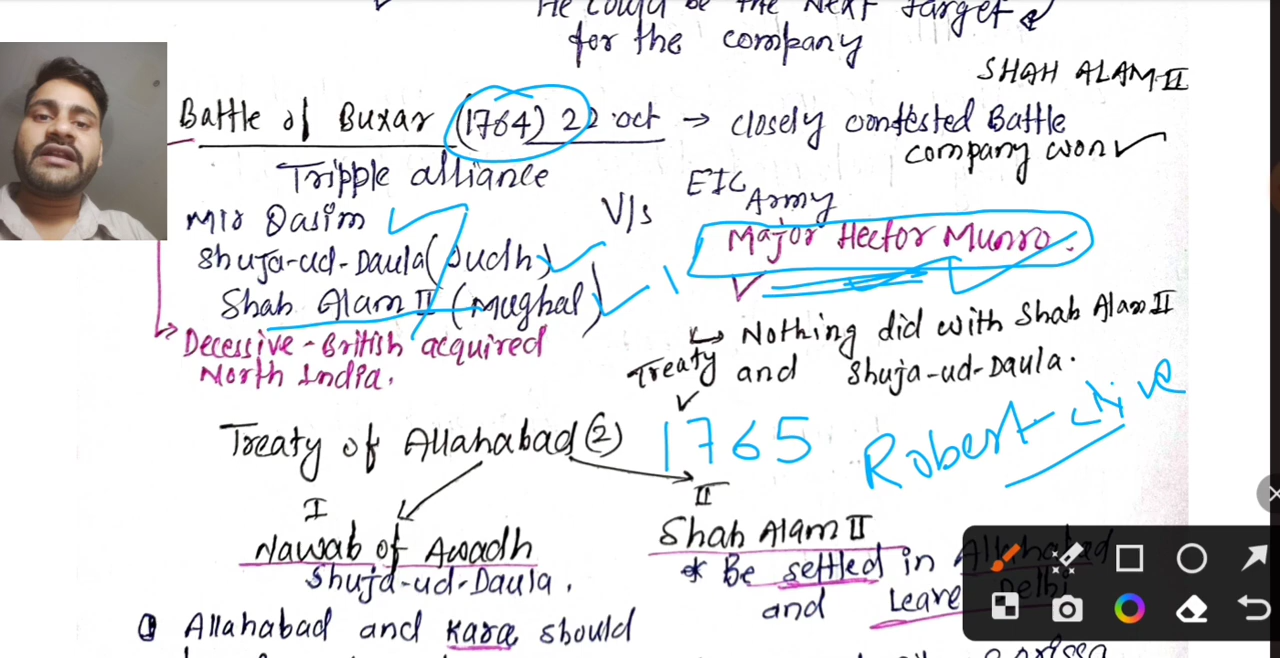 He could be the Next target
for the company
SHAH ALAM II
Battle of Buxar (1764) 22 oct → closely contested Battle
company won
Tripple alliance
EIC Army
Mir Qasim
V/s
Shuja-ud-Daula (Oudh)
Major Hector Munro.
Shah Alam II (Mughal)
Decessive - British acquired
North India.
Nothing did with Shah Alam II
Treaty and Shuja-ud-Daula.
Treaty of Allahabad (2) 1765 Robert clive
I
II
Nawab of Awadh
Shuja-ud-Daula.
Shah Alam II
* Be settled in Allahabad
and Leave Delhi
Allahabad and Kara should